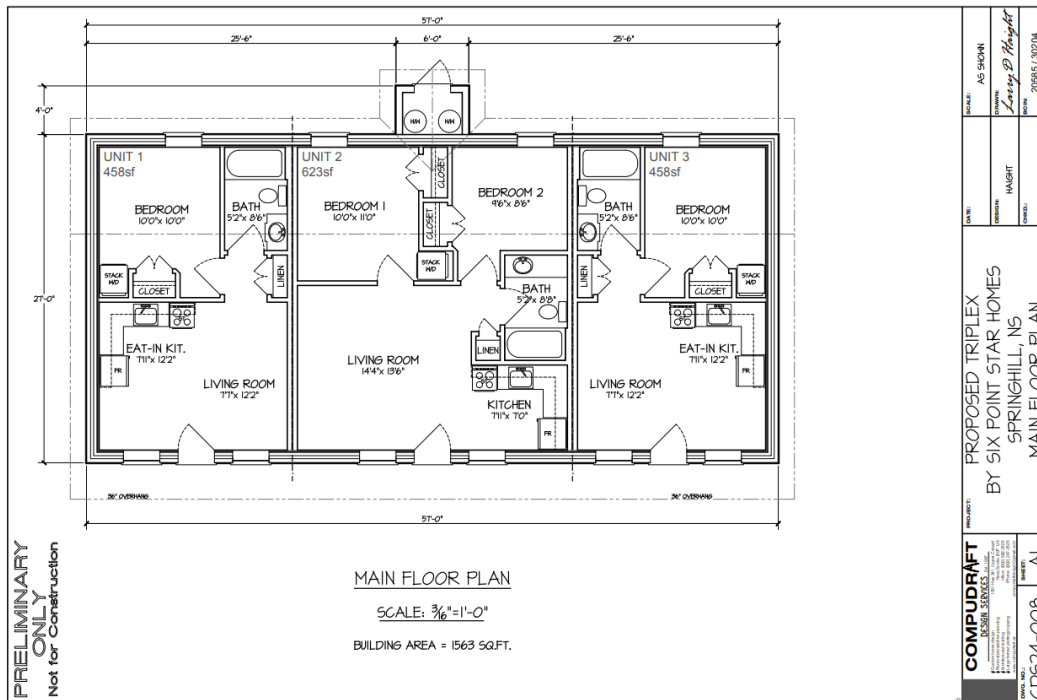 57'-0"
25'-6"
6'-0"
25'-6"
4'-0"
27'-0"
H/W
H/W
UNIT 1
458sf
BEDROOM
10'0"x 10'0"
BATH
5'2"x 8'6"
STACK
W/D
CLOSET
LINEN
EAT-IN KIT.
7'11"x 12'2"
FR
LIVING ROOM
7'7"x 12'2"
UNIT 2
623sf
BEDROOM 1
10'0"x 11'0"
CLOSET
CLOSET
BEDROOM 2
9'6"x 8'6"
STACK
W/D
BATH
LINEN
LIVING ROOM
14'4"x 13'6"
KITCHEN
7'11"x 7'0"
FR
UNIT 3
458sf
BATH
5'2"x 8'6"
BEDROOM
10'0"x 10'0"
LINEN
CLOSET
STACK
W/D
EAT-IN KIT.
7'11"x 12'2"
FR
LIVING ROOM
7'7"x 12'2"
36" OVERHANG
36" OVERHANG
57'-0"
MAIN FLOOR PLAN
SCALE: 3/16"=1'-0"
BUILDING AREA = 1563 SQ.FT.
PRELIMINARY
ONLY
Not for Construction
SCALE:
AS SHOWN
DRAWN:
Larry D Haight
DATE:
DESIGN:
HAIGHT
CHKD.:
PROJECT:
PROPOSED TRIPLEX
BY SIX POINT STAR HOMES
SPRINGHILL, NS
MAIN FLOOR PLAN
COMPUDRAFT
DESIGN SERVICES
SHEET:
A1
DWG. NO.: